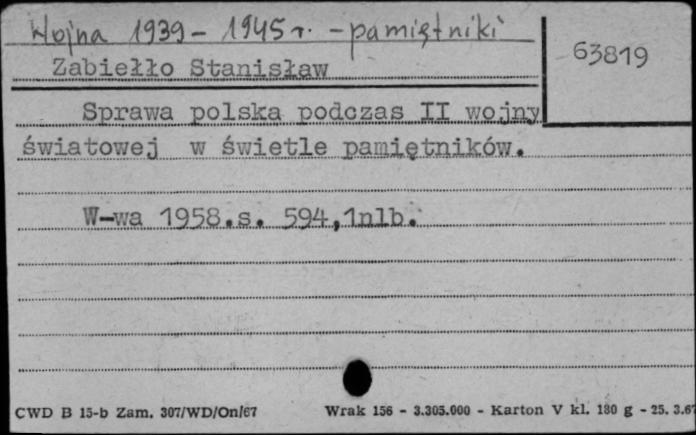 Wojna 1939 - 1945 r. - pamiętniki
63819
Zabiełło Stanisław
Sprawa polska podczas II wojny
światowej w świetle pamiętników.
W-wa 1958.s. 594,1nlb.
CWD B 15-b Zam. 307/WD/On/67 Wrak 156 - 3.305.000 - Karton V kl. 180 g - 25. 3.67